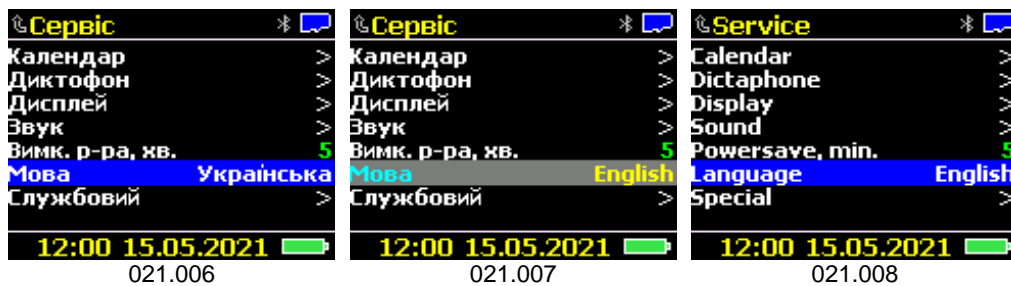 Сервіс
Календар >
Диктофон >
Дисплей >
Звук >
Вимк. р-ра, хв. 5
Мова Українська
Службовий >
12:00 15.05.2021
021.006
Сервіс
Календар >
Диктофон >
Дисплей >
Звук >
Вимк. р-ра, хв. 5
Мова English
Службовий >
12:00 15.05.2021
021.007
Service
Calendar >
Dictaphone >
Display >
Sound >
Powersave, min. 5
Language English
Special >
12:00 15.05.2021
021.008